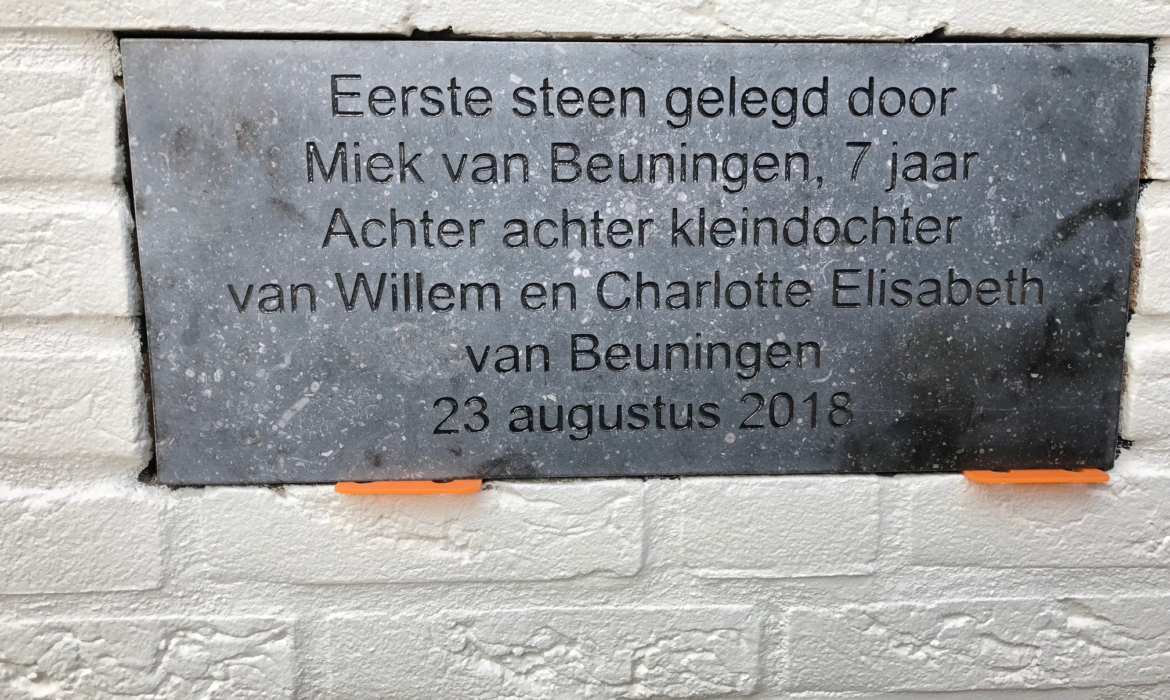 Eerste steen gelegd door
Miek van Beuningen, 7 jaar
Achter achter kleindochter
van Willem en Charlotte Elisabeth
van Beuningen
23 augustus 2018